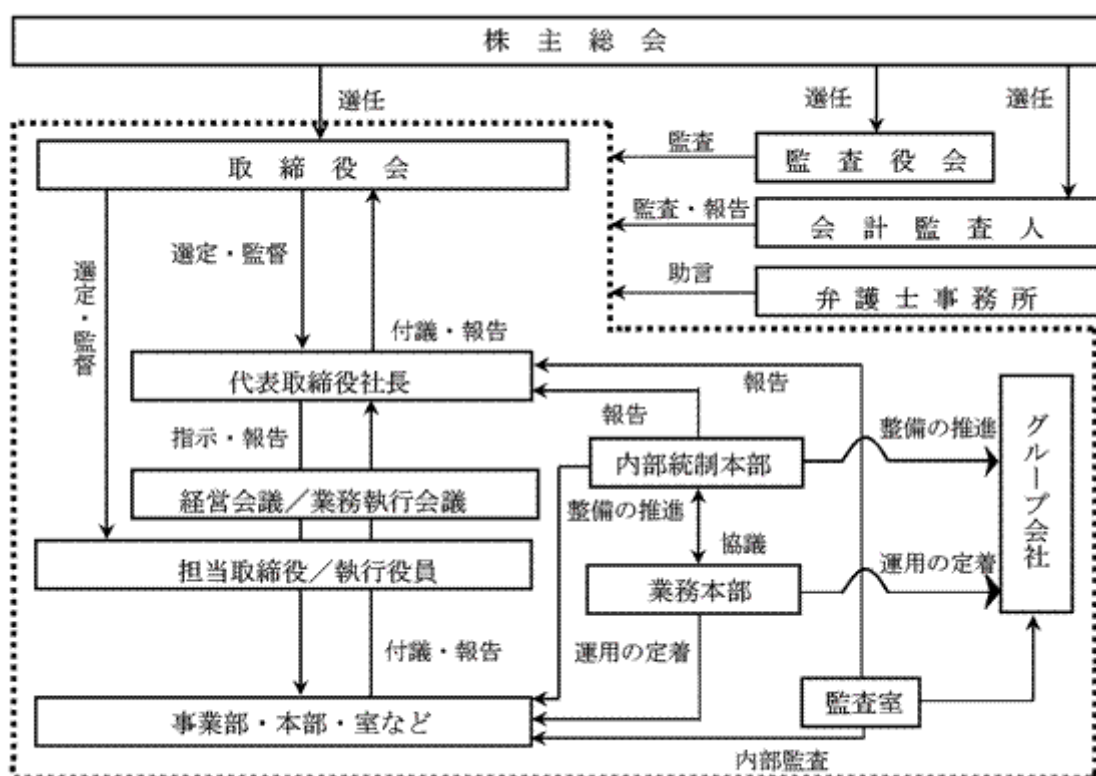 株主総会
選任
選任
選任
取締役会
監査
監査役会
監査・報告
会計監査人
助言
弁護士事務所
選定・監督
選定・監督
付議・報告
代表取締役社長
報告
報告
指示・報告
内部統制本部
整備の推進
グループ会社
経営会議／業務執行会議
整備の推進
協議
担当取締役／執行役員
業務本部
運用の定着
付議・報告
運用の定着
監査室
事業部・本部・室など
内部監査